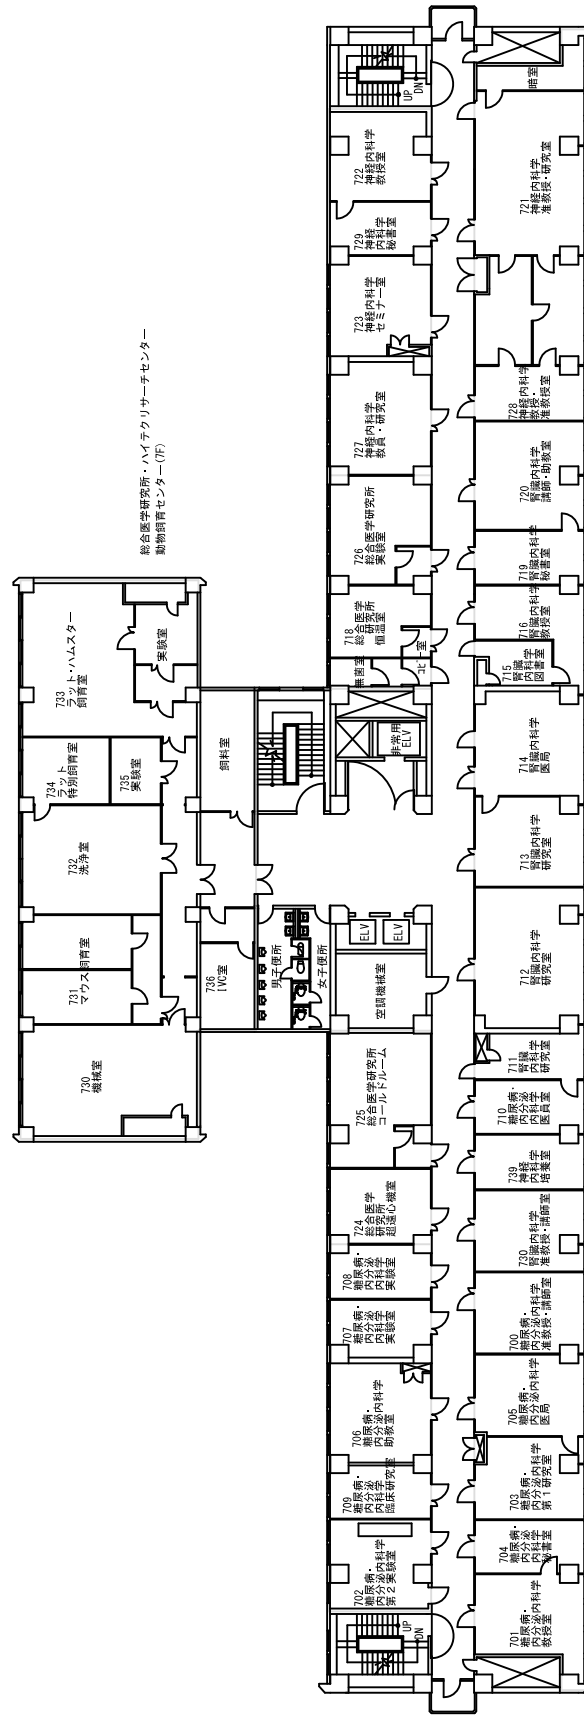 総合医学研究所・ハイテクリサーチセンター
動物飼育センター(7F)
730
機械室
731
マウス飼育室
732
洗浄室
734
ラット
特別飼育室
735
実験室
733
ラット・ハムスター
飼育室
実験室
736
IVC室
飼料室
男子便所
女子便所
UP
DN
702
糖尿病・
内分泌内科学
第2実験室
709
糖尿病・
内分泌
内科学
臨床研究室
706
糖尿病・
内分泌内科学
助教室
707
糖尿病・
内分泌
内科学
実験室
708
糖尿病・
内分泌
内科学
実験室
724
総合医学
研究所
超遠心機室
725
総合医学研究所
コールドルーム
空調機械室
ELV
ELV
非常用
ELV
無菌室
コピー室
718
総合医学
研究所
恒温室
726
総合医学研究所
実験室
727
神経内科学
教員・研究室
723
神経内科学
セミナー室
729
神経
内科学
秘書室
722
神経内科学
教授室
UP
DN
701
糖尿病・
内分泌内科学
教授室
704
糖尿病・
内分泌
内科学
秘書室
703
糖尿病・
内分泌内科学
第1研究室
705
糖尿病・
内分泌内科学
医局
700
糖尿病・
内分泌内科学
准教授・講師室
730
腎臓内科学
准教授・講師室
739
神経
内科学
培養室
710
糖尿病・
内分泌
内科学
医員室
711
腎臓
内科学
研究室
712
腎臓内科学
研究室
713
腎臓内科学
研究室
714
腎臓内科学
医局
715
腎臓
内科学
図書室
716
腎臓内科学
教授室
719
腎臓内科学
秘書室
720
腎臓内科学
講師・助教室
728
神経内科学
教授・
准教授室
721
神経内科学
准教授・研究室
暗室